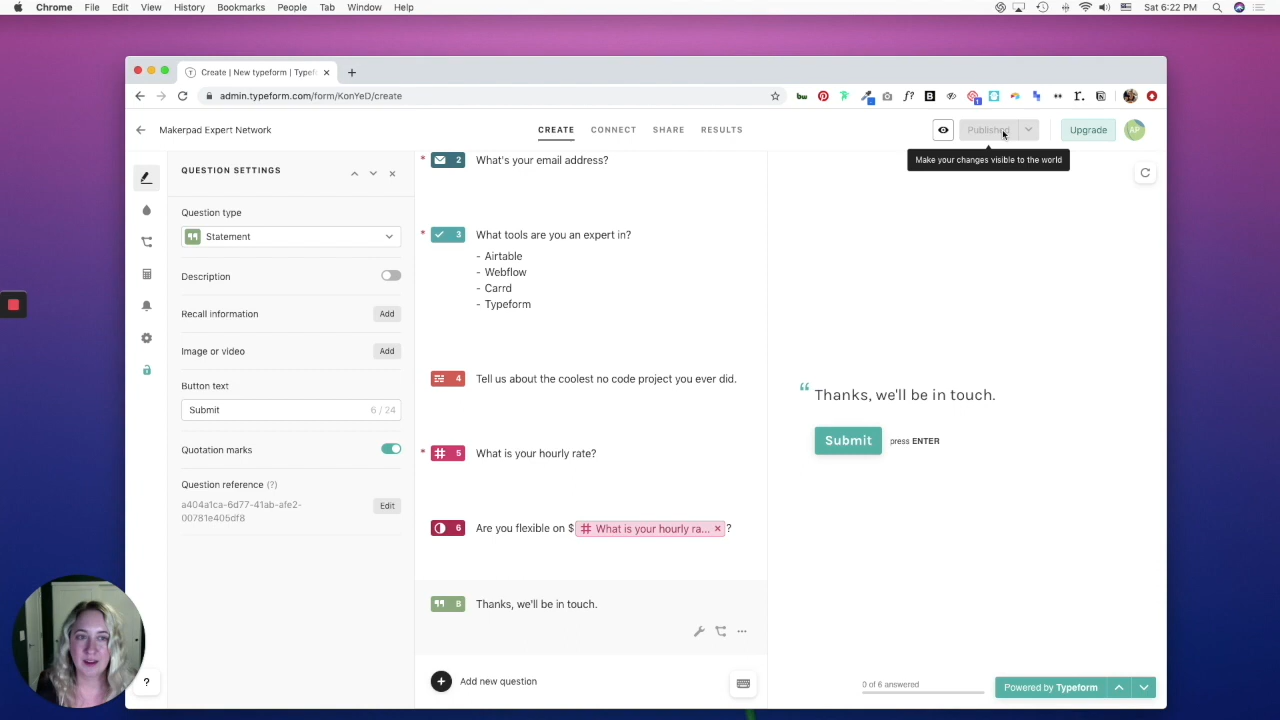 Chrome File Edit View History Bookmarks People Tab Window Help
Sat 6:22 PM
Create | New typeform | Typef
admin.typeform.com/form/KonYeD/create
Makerpad Expert Network
CREATE CONNECT SHARE RESULTS
Published
Upgrade
AP
Make your changes visible to the world
QUESTION SETTINGS
Question type
Statement
Description
Recall information Add
Image or video Add
Button text
Submit 6 / 24
Quotation marks
Question reference (?)
a404a1ca-6d77-41ab-afe2-
00781e405df8
Edit
* 2 What's your email address?
* 3 What tools are you an expert in?
- Airtable
- Webflow
- Carrd
- Typeform
4 Tell us about the coolest no code project you ever did.
* 5 What is your hourly rate?
6 Are you flexible on $ # What is your hourly ra... × ?
" 8 Thanks, we'll be in touch.
+ Add new question
?
“ Thanks, we'll be in touch.
Submit press ENTER
0 of 6 answered
Powered by Typeform